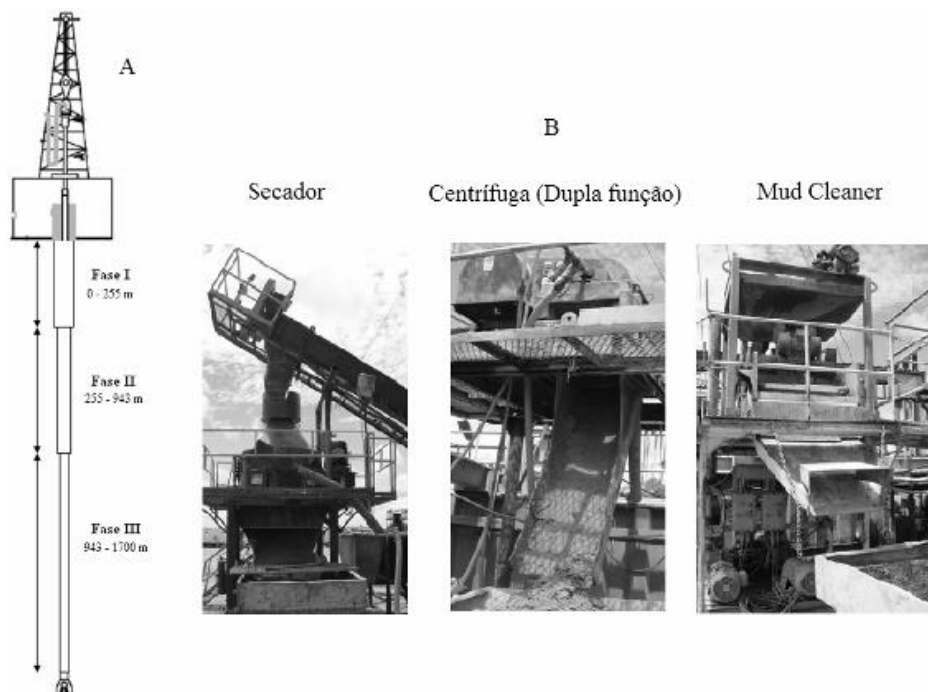 A
B
Secador
Centrífuga (Dupla função)
Mud Cleaner
Fase I
0 - 255 m
Fase II
255 - 943 m
Fase III
943 - 1700 m